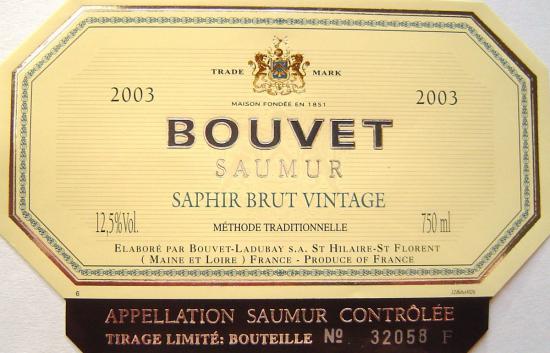 TRADE MARK
2003 2003
MAISON FONDÉE EN 1851
BOUVET
SAUMUR
SAPHIR BRUT VINTAGE
12,5%Vol. MÉTHODE TRADITIONNELLE 750 ml
ELABORÉ PAR BOUVET-LADUBAY S.A. ST HILAIRE-ST FLORENT
( MAINE ET LOIRE ) FRANCE - PRODUCE OF FRANCE
6
APPELLATION SAUMUR CONTRÔLÉE
TIRAGE LIMITÉ: BOUTEILLE Nº 32058 F